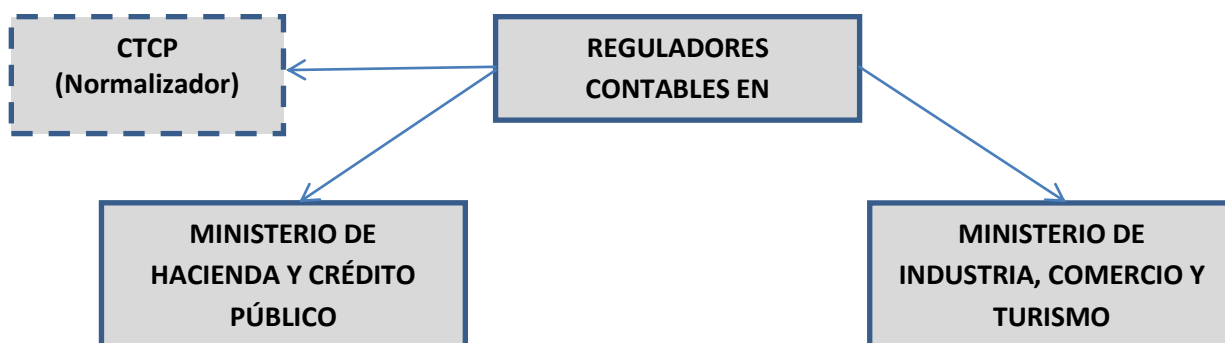 CTCP
(Normalizador)
REGULADORES
CONTABLES EN
MINISTERIO DE
HACIENDA Y CRÉDITO
PÚBLICO
MINISTERIO DE
INDUSTRIA, COMERCIO Y
TURISMO